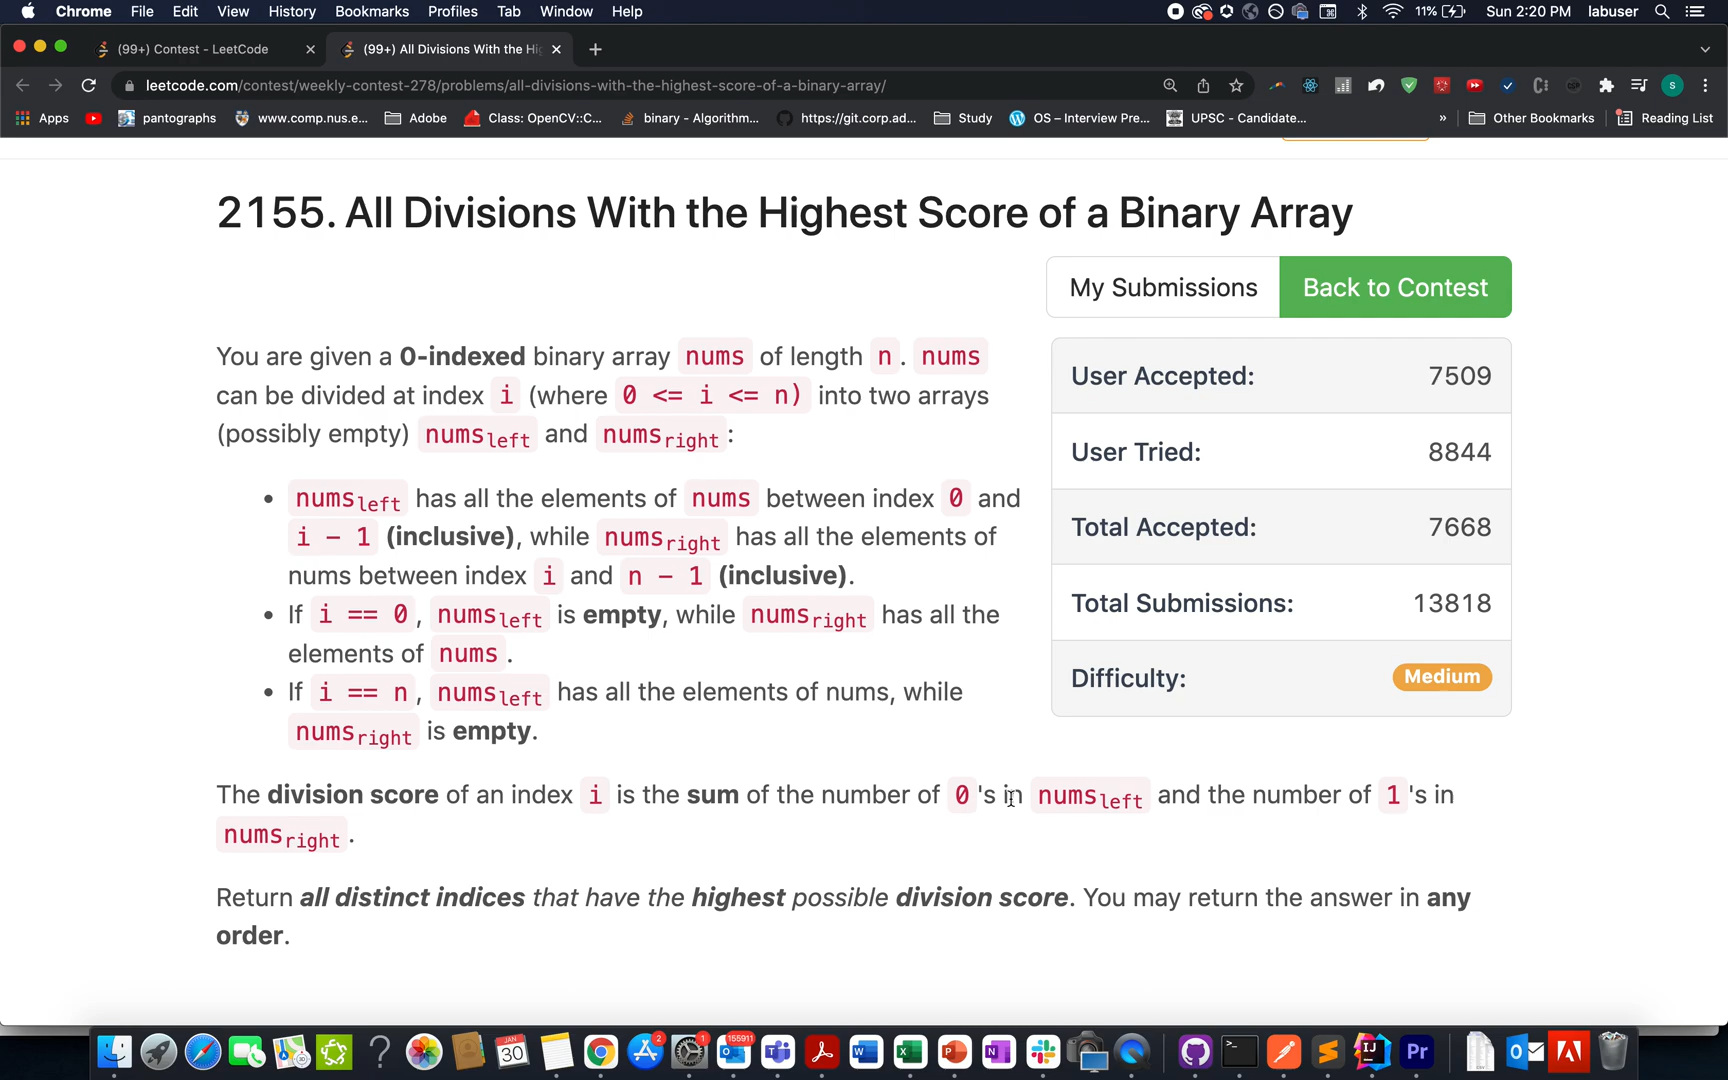 Chrome File Edit View History Bookmarks Profiles Tab Window Help 11% Sun 2:20 PM labuser
(99+) Contest - LeetCode (99+) All Divisions With the Hi
leetcode.com/contest/weekly-contest-278/problems/all-divisions-with-the-highest-score-of-a-binary-array/
Apps pantographs www.comp.nus.e... Adobe Class: OpenCV::C... binary - Algorithm... https://git.corp.ad... Study OS – Interview Pre... UPSC - Candidate... » Other Bookmarks Reading List
2155. All Divisions With the Highest Score of a Binary Array
My Submissions Back to Contest
You are given a 0-indexed binary array nums of length n. nums
can be divided at index i (where 0 <= i <= n) into two arrays
(possibly empty) numsleft and numsright:
• numsleft has all the elements of nums between index 0 and
i - 1 (inclusive), while numsright has all the elements of
nums between index i and n - 1 (inclusive).
• If i == 0, numsleft is empty, while numsright has all the
elements of nums.
• If i == n, numsleft has all the elements of nums, while
numsright is empty.
User Accepted: 7509
User Tried: 8844
Total Accepted: 7668
Total Submissions: 13818
Difficulty: Medium
The division score of an index i is the sum of the number of 0's in numsleft and the number of 1's in
numsright.
Return all distinct indices that have the highest possible division score. You may return the answer in any
order.